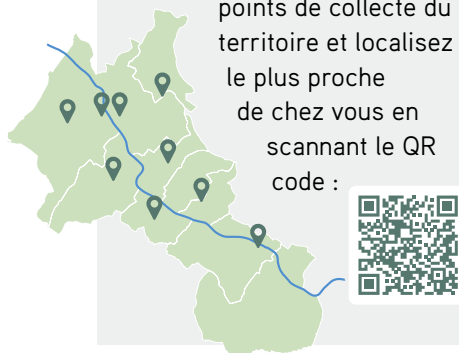 points de collecte du
territoire et localisez
le plus proche
de chez vous en
scannant le QR
code :